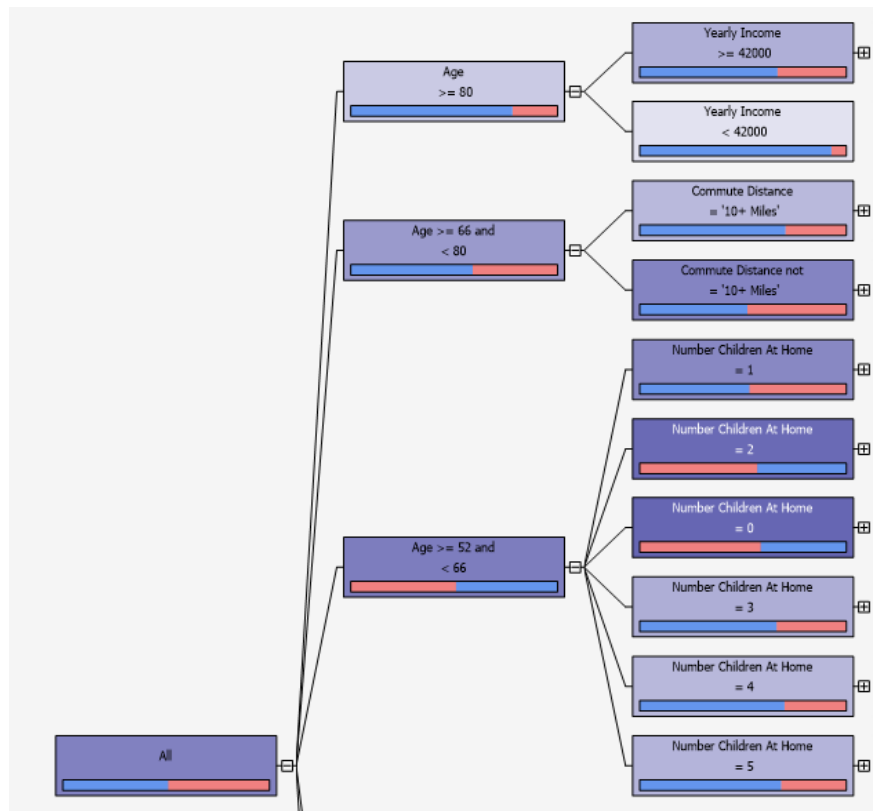 Yearly Income
>= 42000
Age
>= 80
Yearly Income
< 42000
Commute Distance
= '10+ Miles'
Age >= 66 and
< 80
Commute Distance not
= '10+ Miles'
Number Children At Home
= 1
Number Children At Home
= 2
Number Children At Home
= 0
Age >= 52 and
< 66
Number Children At Home
= 3
Number Children At Home
= 4
All
Number Children At Home
= 5